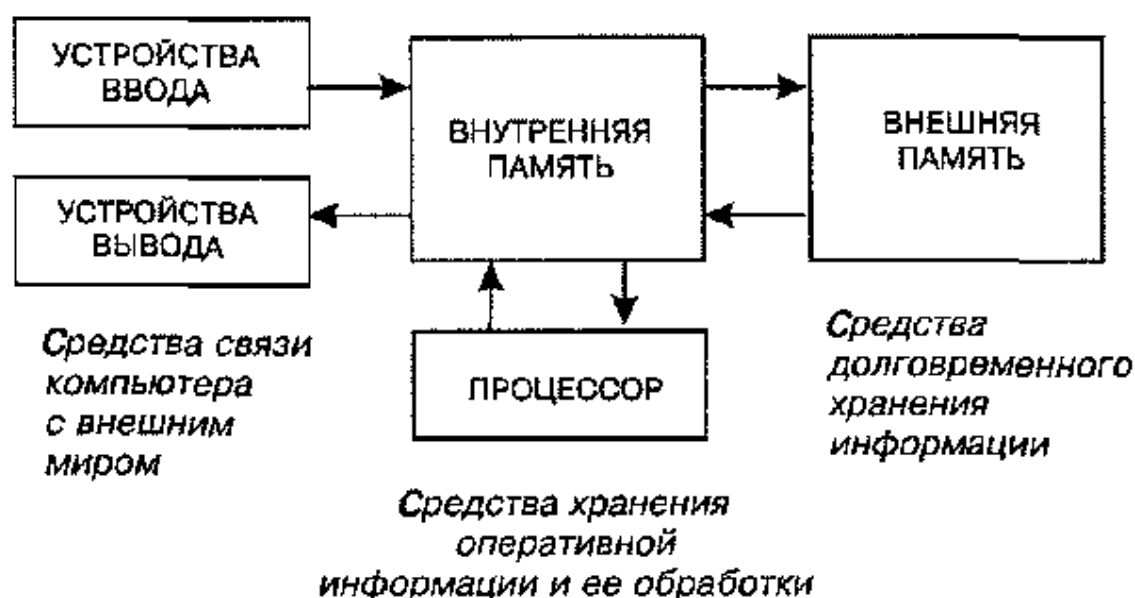 УСТРОЙСТВА
ВВОДА
ВНУТРЕННЯЯ
ПАМЯТЬ
ВНЕШНЯЯ
ПАМЯТЬ
УСТРОЙСТВА
ВЫВОДА
ПРОЦЕССОР
Средства связи
компьютера
с внешним
миром
Средства
долговременного
хранения
информации
Средства хранения
оперативной
информации и ее обработки